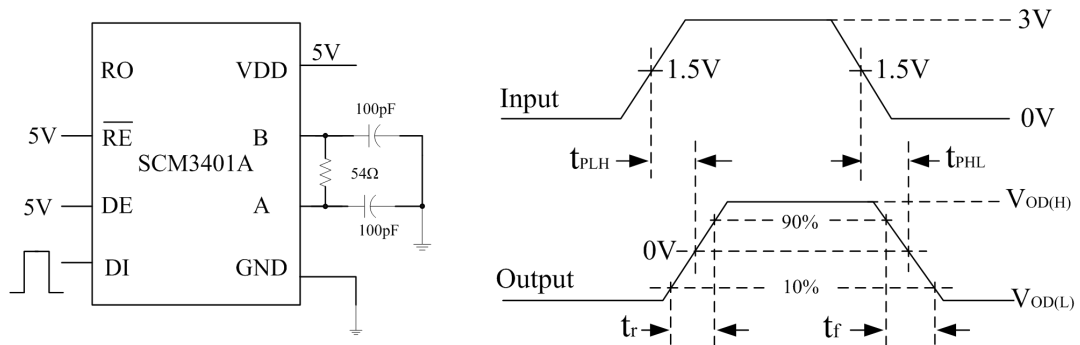 RO
VDD
5V
100pF
5V
RE
B
SCM3401A
54Ω
5V
DE
A
100pF
DI
GND
3V
1.5V
1.5V
Input
0V
tPLH
tPHL
VOD(H)
90%
0V
Output
10%
VOD(L)
tr
tf